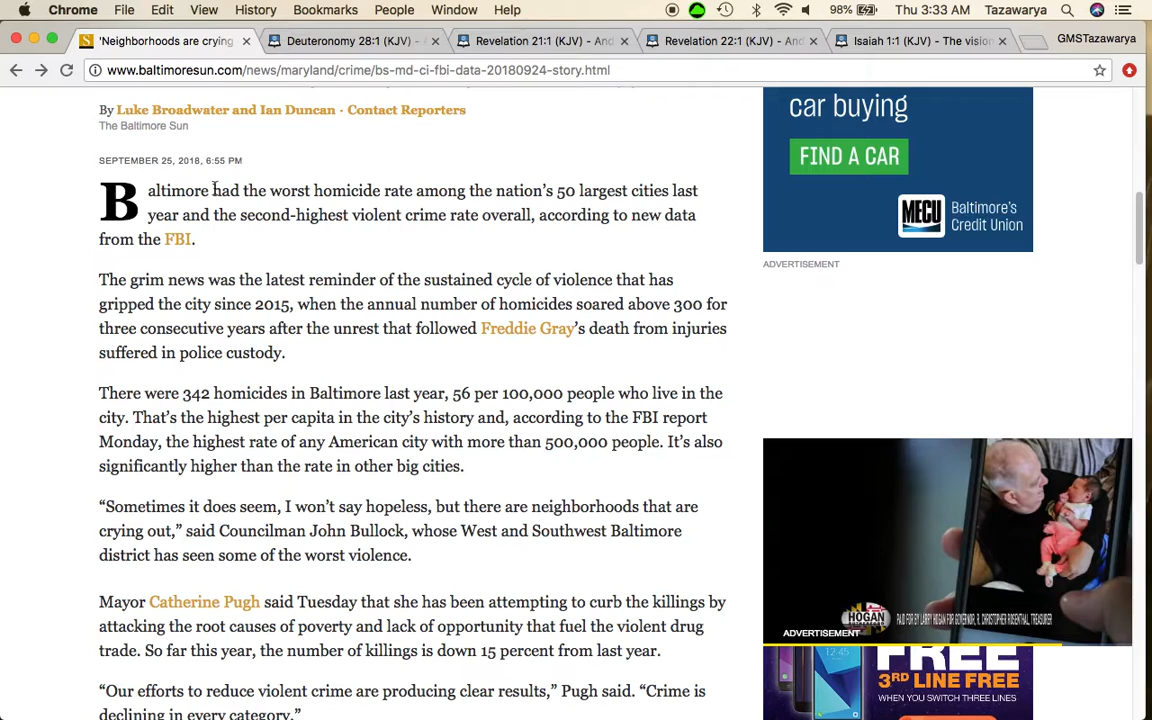 Chrome File Edit View History Bookmarks People Window Help 98% Thu 3:33 AM Tazawarya
'Neighborhoods are crying Deuteronomy 28:1 (KJV) - Revelation 21:1 (KJV) - And Revelation 22:1 (KJV) - And Isaiah 1:1 (KJV) - The vision GMSTazawarya
www.baltimoresun.com/news/maryland/crime/bs-md-ci-fbi-data-20180924-story.html
By Luke Broadwater and Ian Duncan · Contact Reporters
The Baltimore Sun
SEPTEMBER 25, 2018, 6:55 PM
Baltimore had the worst homicide rate among the nation's 50 largest cities last
year and the second-highest violent crime rate overall, according to new data
from the FBI.
The grim news was the latest reminder of the sustained cycle of violence that has
gripped the city since 2015, when the annual number of homicides soared above 300 for
three consecutive years after the unrest that followed Freddie Gray's death from injuries
suffered in police custody.
There were 342 homicides in Baltimore last year, 56 per 100,000 people who live in the
city. That's the highest per capita in the city's history and, according to the FBI report
Monday, the highest rate of any American city with more than 500,000 people. It's also
significantly higher than the rate in other big cities.
“Sometimes it does seem, I won't say hopeless, but there are neighborhoods that are
crying out,” said Councilman John Bullock, whose West and Southwest Baltimore
district has seen some of the worst violence.
Mayor Catherine Pugh said Tuesday that she has been attempting to curb the killings by
attacking the root causes of poverty and lack of opportunity that fuel the violent drug
trade. So far this year, the number of killings is down 15 percent from last year.
“Our efforts to reduce violent crime are producing clear results,” Pugh said. “Crime is
declining in every category.”
car buying
FIND A CAR
MECU Baltimore's
Credit Union
ADVERTISEMENT
HOGAN PAID FOR BY LARRY HOGAN FOR GOVERNOR, R. CHRISTOPHER ROSENTHAL, TREASURER
ADVERTISEMENT
FREE
3RD LINE FREE
WHEN YOU SWITCH THREE LINES